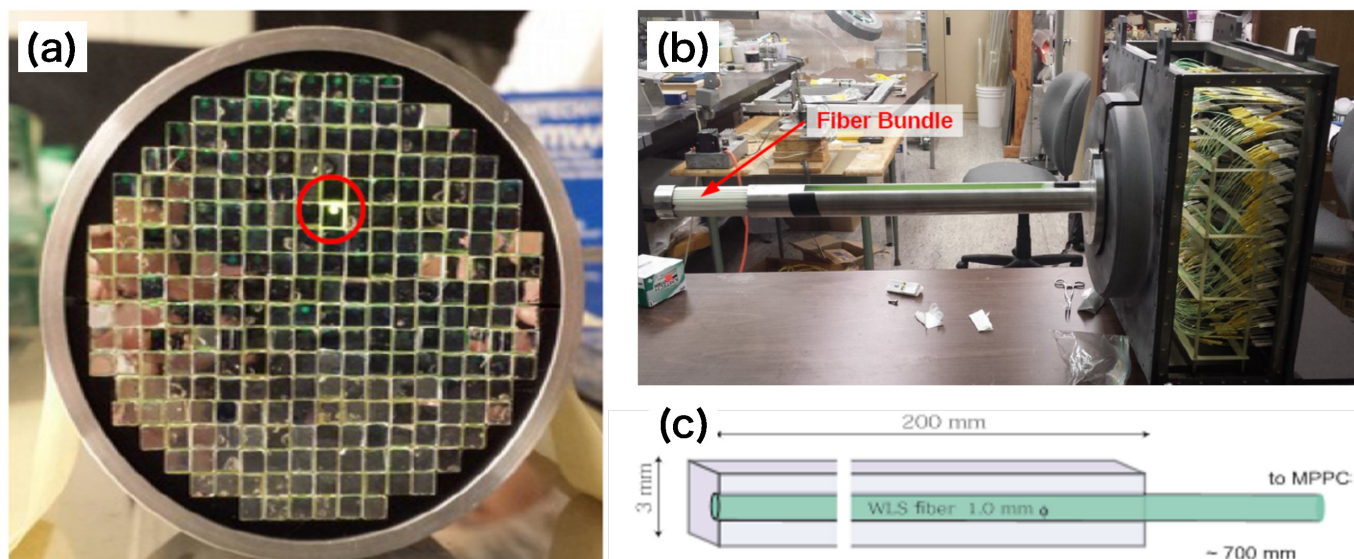 (a)
(b)
Fiber Bundle
(c)
200 mm
3 mm
WLS fiber 1.0 mm ϕ
to MPPC:
~ 700 mm